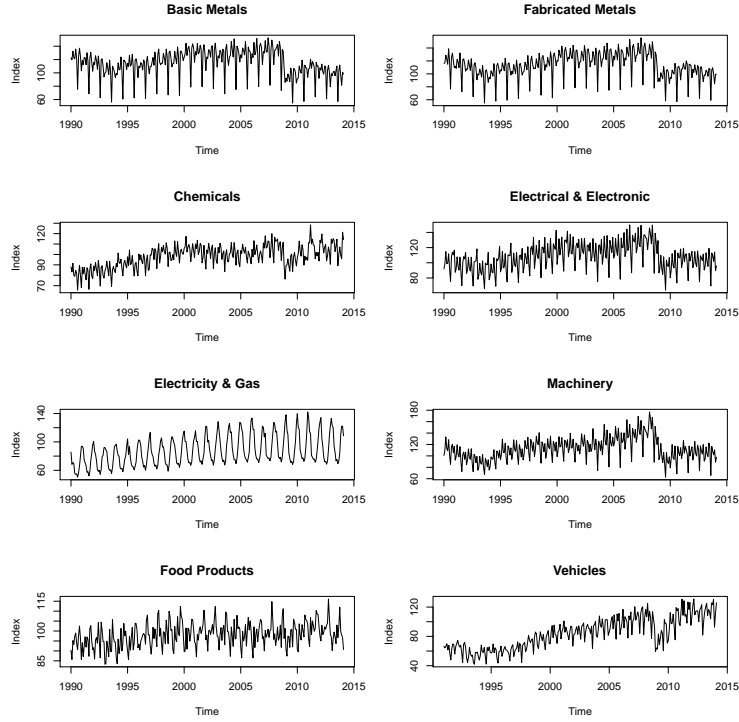 Basic Metals
Index
60
100
1990
1995
2000
2005
2010
2015
Time
Fabricated Metals
Index
60
100
1990
1995
2000
2005
2010
2015
Time
Chemicals
Index
70
90
120
1990
1995
2000
2005
2010
2015
Time
Electrical & Electronic
Index
80
120
1990
1995
2000
2005
2010
2015
Time
Electricity & Gas
Index
60
100
140
1990
1995
2000
2005
2010
2015
Time
Machinery
Index
60
120
180
1990
1995
2000
2005
2010
2015
Time
Food Products
Index
85
100
115
1990
1995
2000
2005
2010
2015
Time
Vehicles
Index
40
80
120
1995
2000
2005
2010
2015
Time